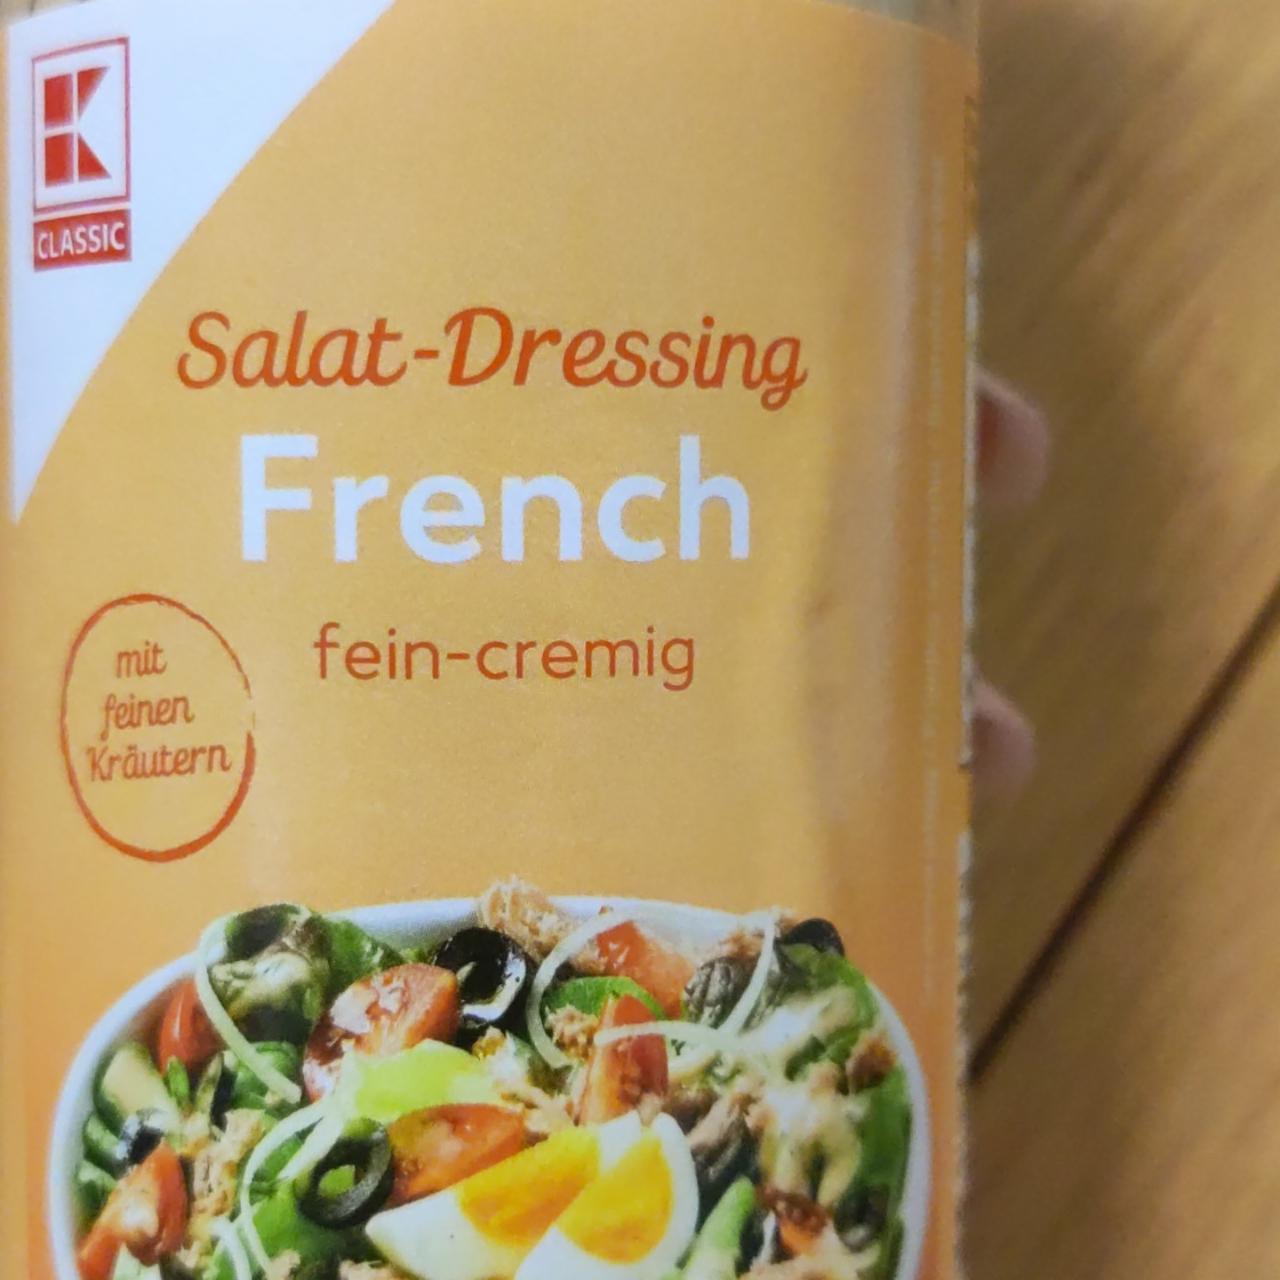 K
CLASSIC
Salat-Dressing
French
fein-cremig
mit
feinen
Kräutern